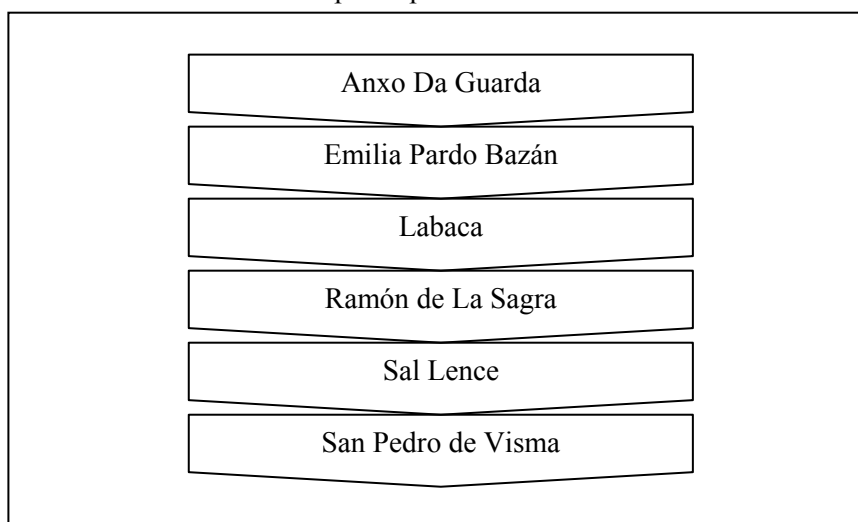 Anxo Da Guarda
Emilia Pardo Bazán
Labaca
Ramón de La Sagra
Sal Lence
San Pedro de Visma